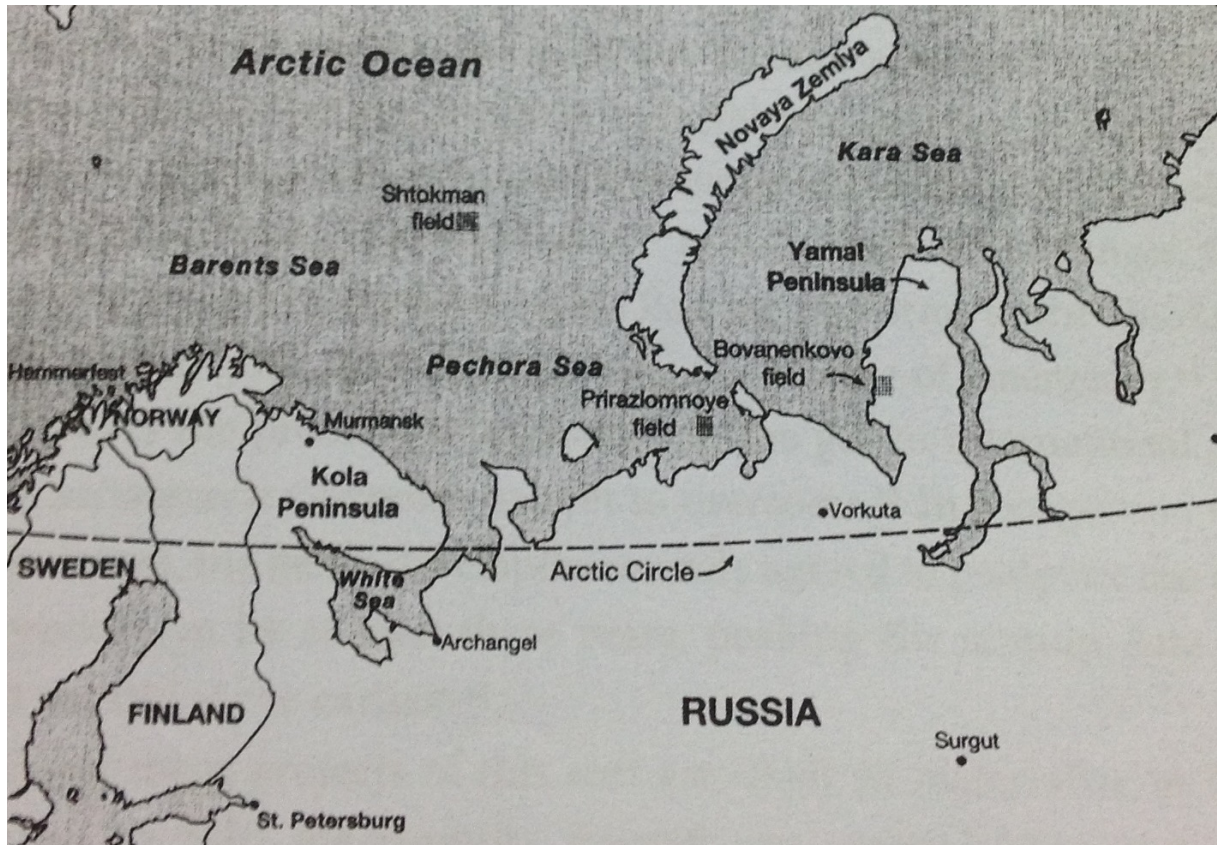 Arctic Ocean
Novaya Zemlya
Kara Sea
Shtokman
field
Barents Sea
Yamal
Peninsula
Pechora Sea
Bovanenkovo
field
Hammerfest
Prirazlomnoye
field
NORWAY
Murmansk
Kola
Peninsula
Vorkuta
SWEDEN
Arctic Circle
White
Sea
Archangel
FINLAND
RUSSIA
Surgut
St. Petersburg